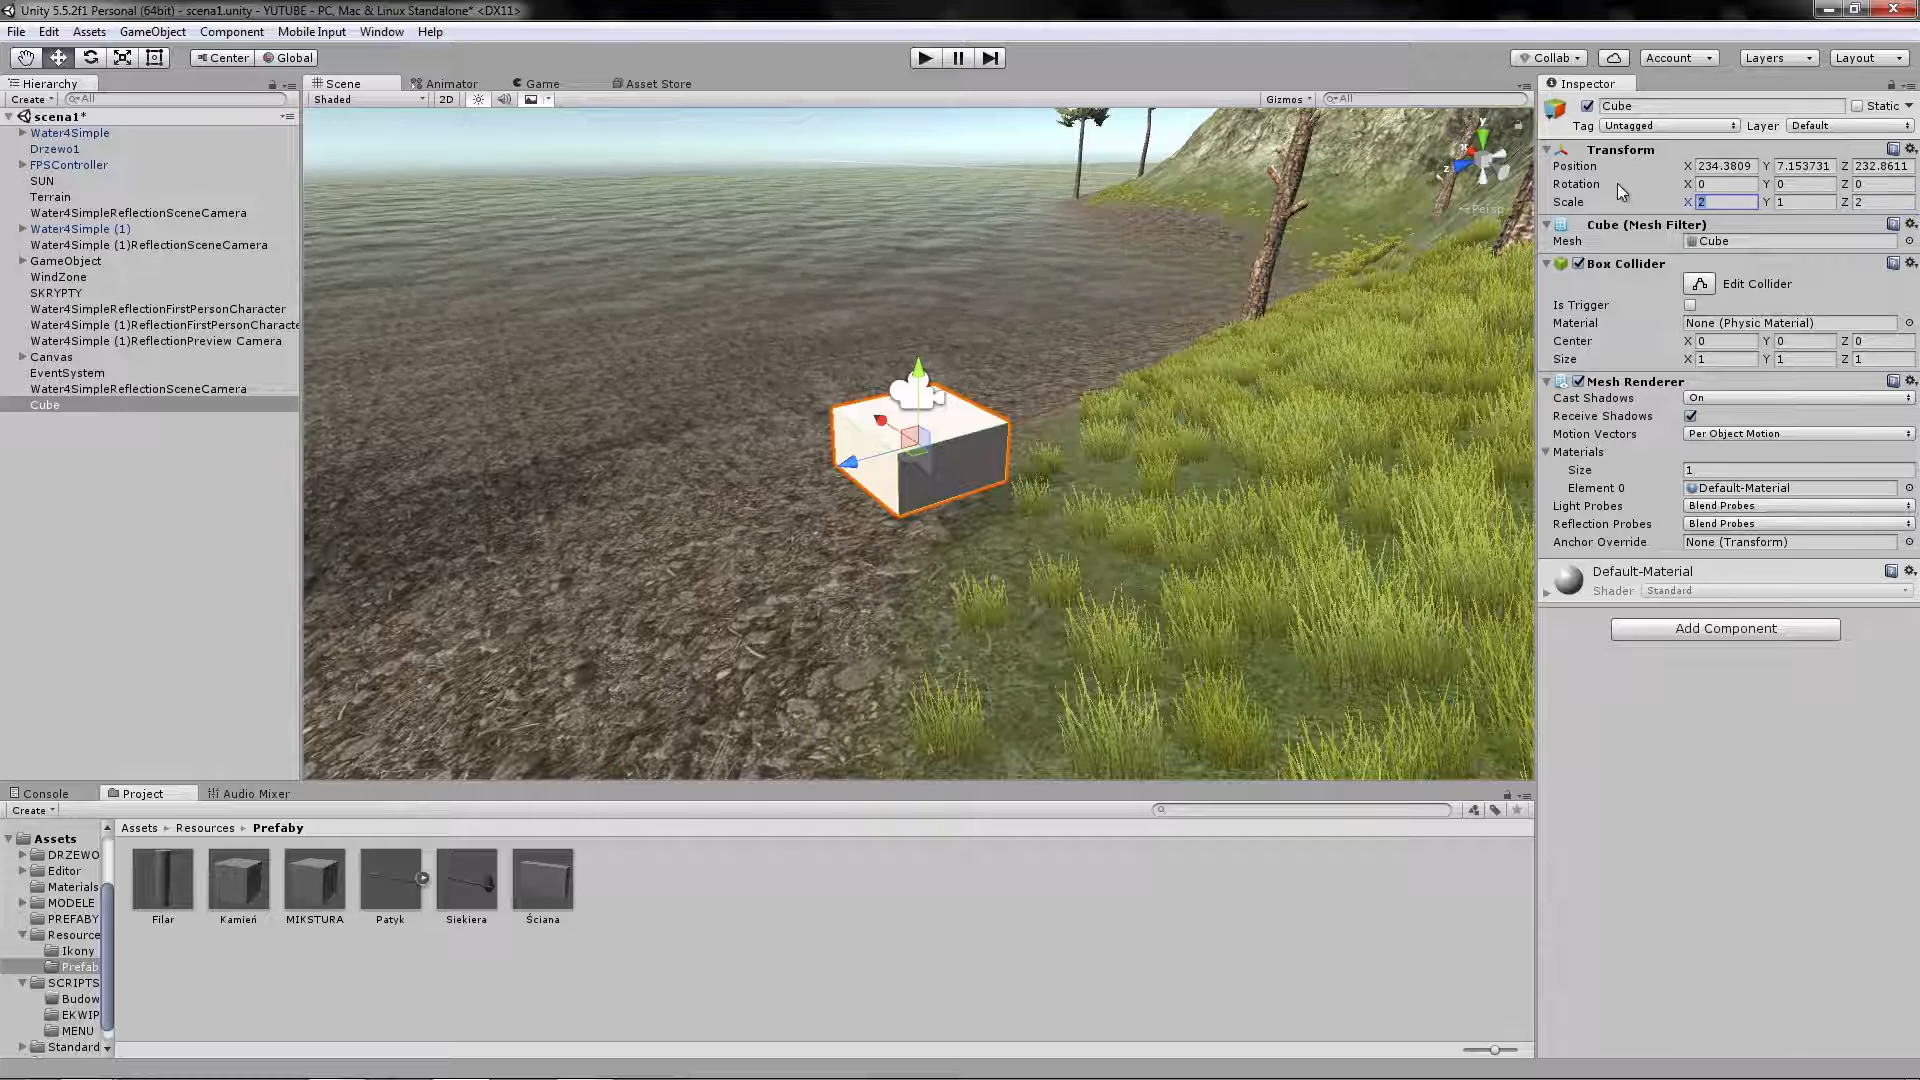 Unity 5.5.2f1 Personal (64bit) - scena1.unity - YUTUBE - PC, Mac & Linux Standalone* <DX11>
File Edit Assets GameObject Component Mobile Input Window Help
Center Global Collab Account Layers Layout
Hierarchy
Create All
scena1*
Water4Simple
Drzewo1
FPSController
SUN
Terrain
Water4SimpleReflectionSceneCamera
Water4Simple (1)
Water4Simple (1)ReflectionSceneCamera
GameObject
WindZone
SKRYPTY
Water4SimpleReflectionFirstPersonCharacter
Water4Simple (1)ReflectionFirstPersonCharacte
Water4Simple (1)ReflectionPreview Camera
Canvas
EventSystem
Water4SimpleReflectionSceneCamera
Cube
Scene Animator Game Asset Store
Shaded 2D Gizmos All
y
x
z
Persp
Inspector
Cube Static
Tag Untagged Layer Default
Transform
Position X 234.3809 Y 7.153731 Z 232.8611
Rotation X 0 Y 0 Z 0
Scale X 2 Y 1 Z 2
Cube (Mesh Filter)
Mesh Cube
Box Collider
Edit Collider
Is Trigger
Material None (Physic Material)
Center X 0 Y 0 Z 0
Size X 1 Y 1 Z 1
Mesh Renderer
Cast Shadows On
Receive Shadows
Motion Vectors Per Object Motion
Materials
Size 1
Element 0 Default-Material
Light Probes Blend Probes
Reflection Probes Blend Probes
Anchor Override None (Transform)
Default-Material
Shader Standard
Add Component
Console Project Audio Mixer
Create
Assets
DRZEWO
Editor
Materials
MODELE
PREFABY
Resource
Ikony
Prefab
SCRIPTS
Budow
EKWIP
MENU
Standard
Assets Resources Prefaby
Filar Kamień MIKSTURA Patyk Siekiera Ściana